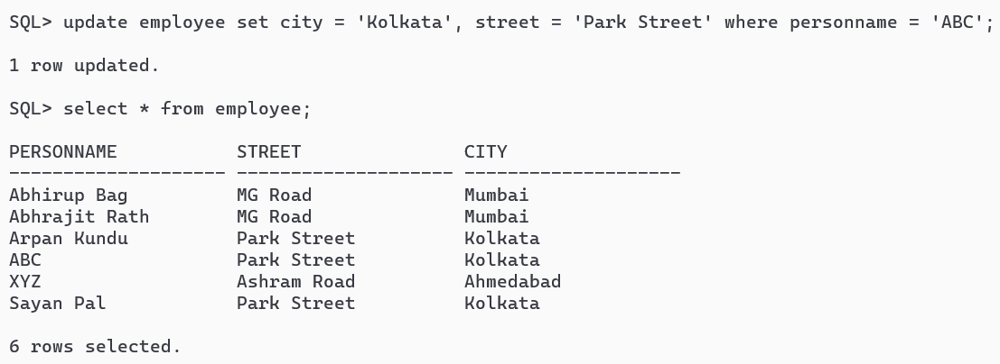 SQL> update employee set city = 'Kolkata', street = 'Park Street' where personname = 'ABC';
1 row updated.
SQL> select * from employee;
PERSONNAME           STREET               CITY
-------------------- -------------------- --------------------
Abhirup Bag          MG Road              Mumbai
Abhrajit Rath        MG Road              Mumbai
Arpan Kundu          Park Street          Kolkata
ABC                  Park Street          Kolkata
XYZ                  Ashram Road          Ahmedabad
Sayan Pal            Park Street          Kolkata
6 rows selected.